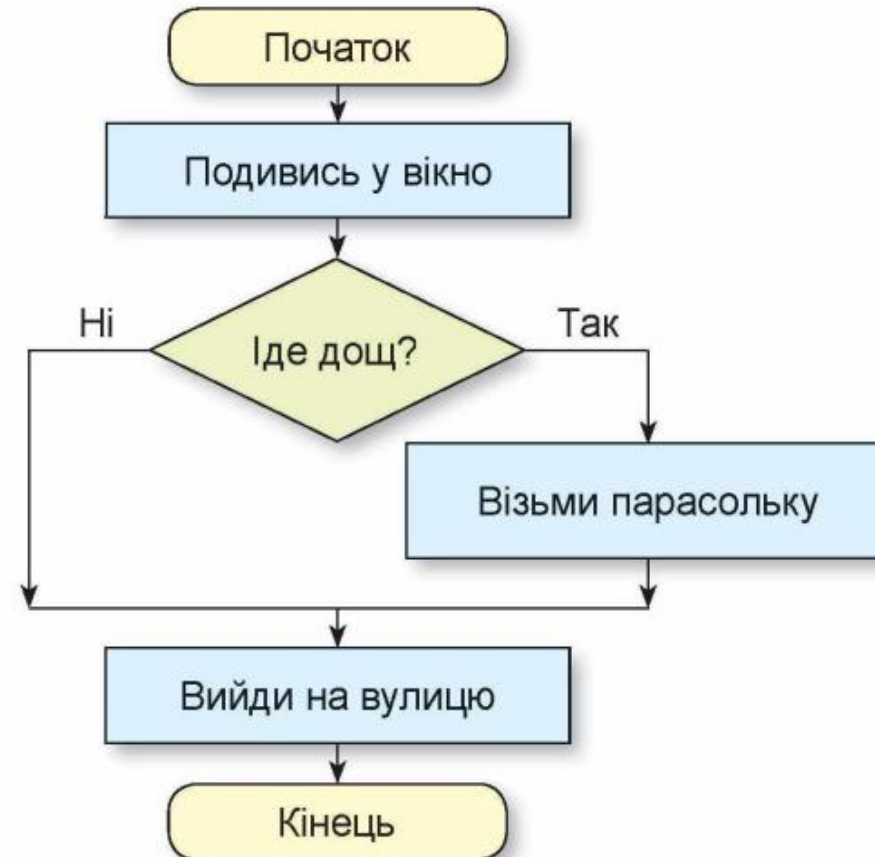 Початок
Подивись у вікно
Ні
Так
Іде дощ?
Візьми парасольку
Вийди на вулицю
Кінець